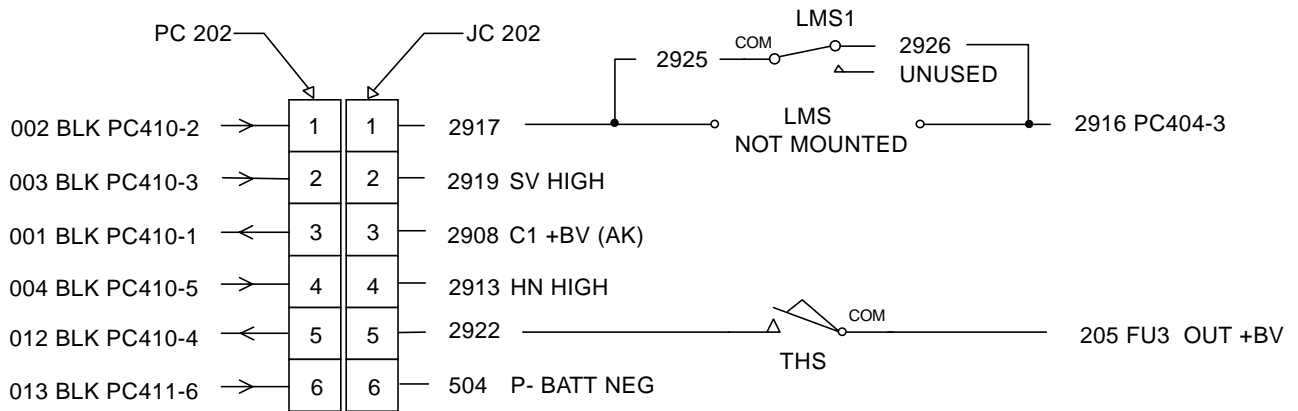 LMS1
PC 202
JC 202
COM
2925
2926
UNUSED
002 BLK PC410-2
1
1
2917
LMS
NOT MOUNTED
2916 PC404-3
003 BLK PC410-3
2
2
2919 SV HIGH
001 BLK PC410-1
3
3
2908 C1 +BV (AK)
004 BLK PC410-5
4
4
2913 HN HIGH
012 BLK PC410-4
5
5
2922
COM
THS
205 FU3 OUT +BV
013 BLK PC411-6
6
6
504 P- BATT NEG